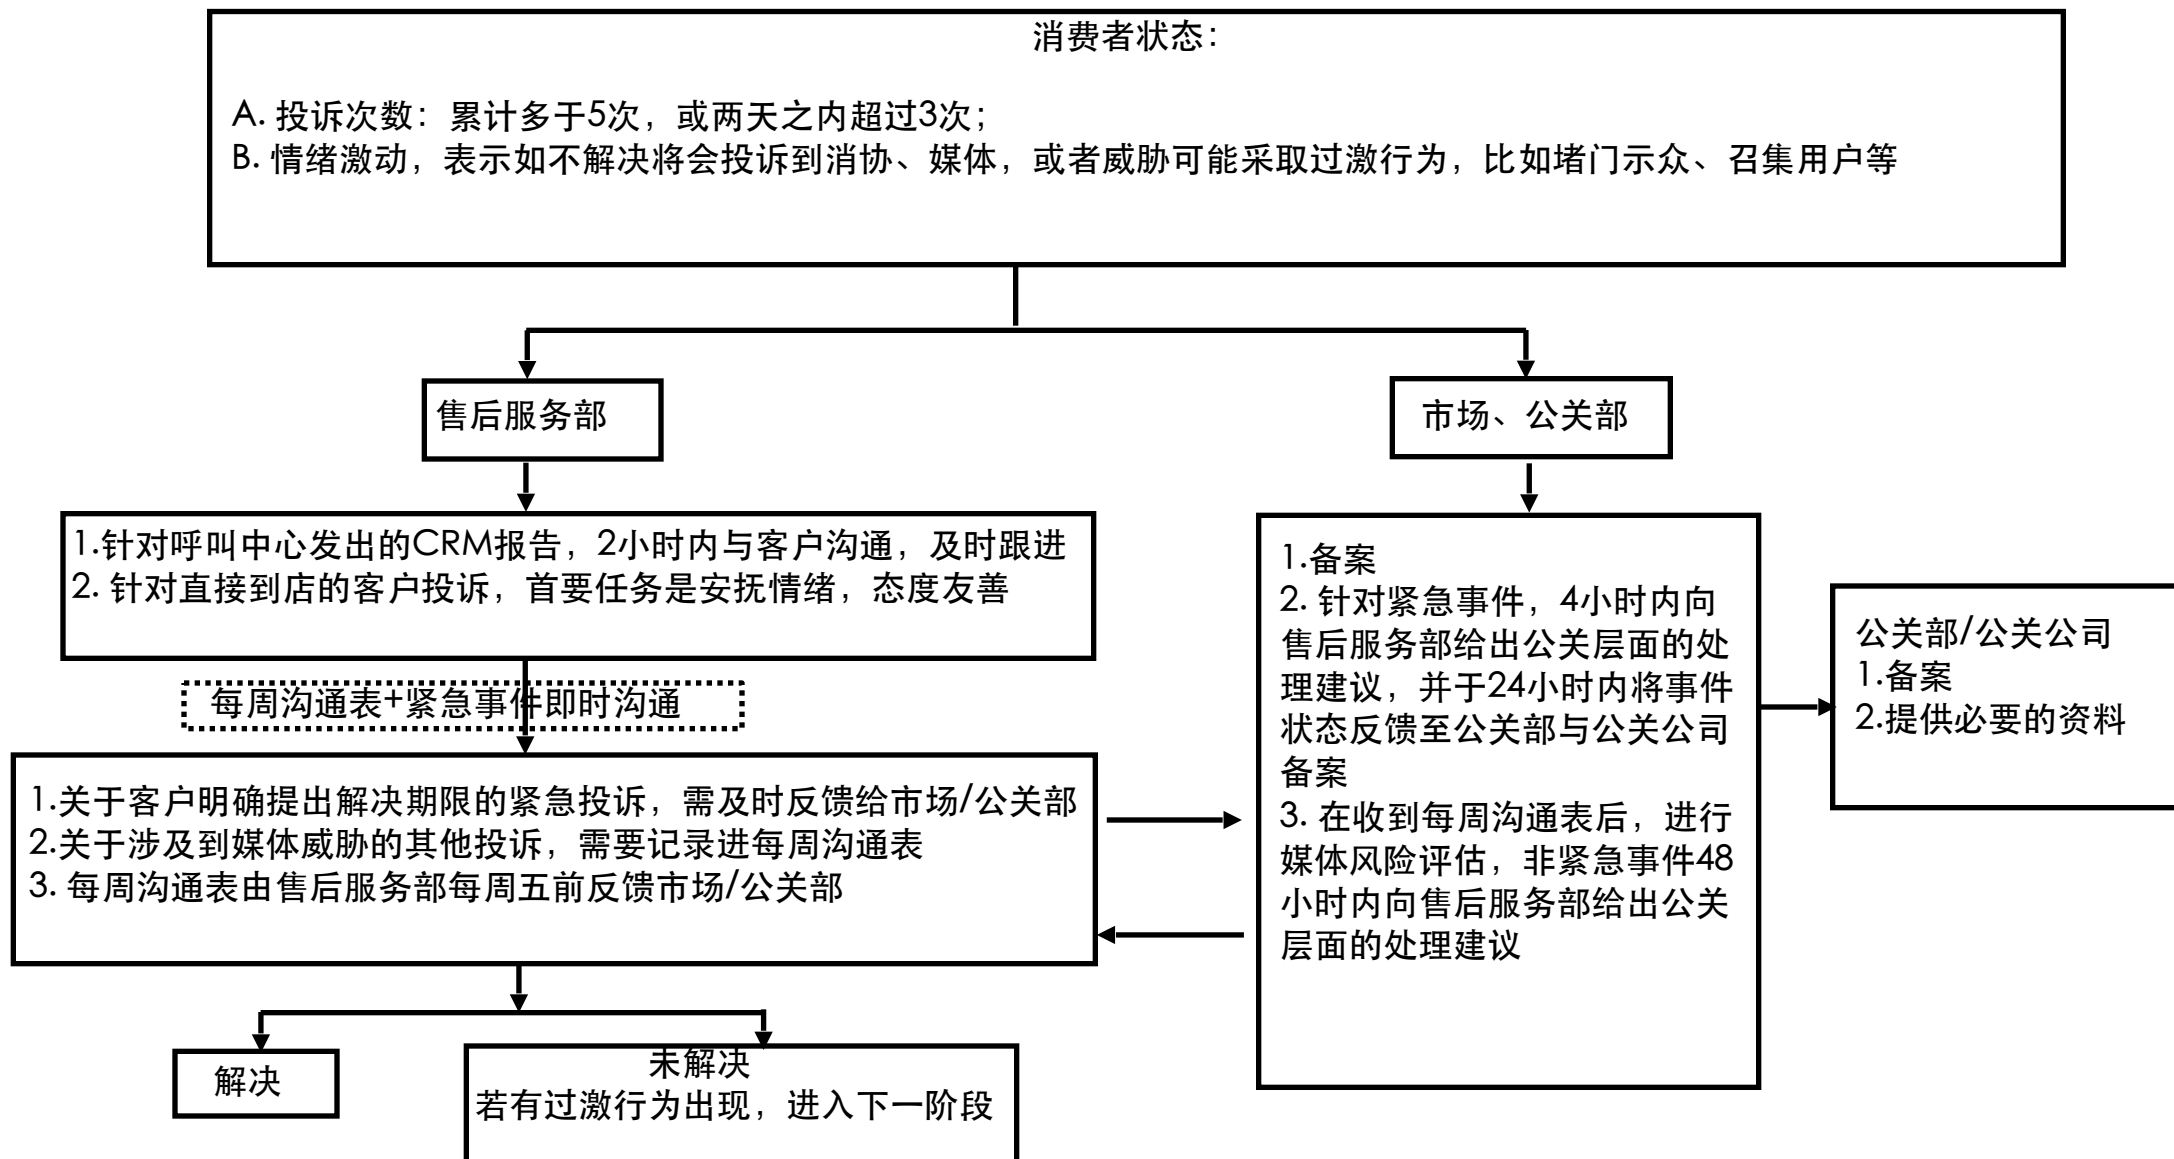 消费者状态：
A. 投诉次数：累计多于5次，或两天之内超过3次；
B. 情绪激动，表示如不解决将会投诉到消协、媒体，或者威胁可能采取过激行为，比如堵门示众、召集用户等
售后服务部
市场、公关部
1.针对呼叫中心发出的CRM报告，2小时内与客户沟通，及时跟进
2. 针对直接到店的客户投诉，首要任务是安抚情绪，态度友善
每周沟通表+紧急事件即时沟通
1.关于客户明确提出解决期限的紧急投诉，需及时反馈给市场/公关部
2.关于涉及到媒体威胁的其他投诉，需要记录进每周沟通表
3. 每周沟通表由售后服务部每周五前反馈市场/公关部
1.备案
2. 针对紧急事件，4小时内向
售后服务部给出公关层面的处
理建议，并于24小时内将事件
状态反馈至公关部与公关公司
备案
3. 在收到每周沟通表后，进行
媒体风险评估，非紧急事件48
小时内向售后服务部给出公关
层面的处理建议
公关部/公关公司
1.备案
2.提供必要的资料
解决
未解决
若有过激行为出现，进入下一阶段